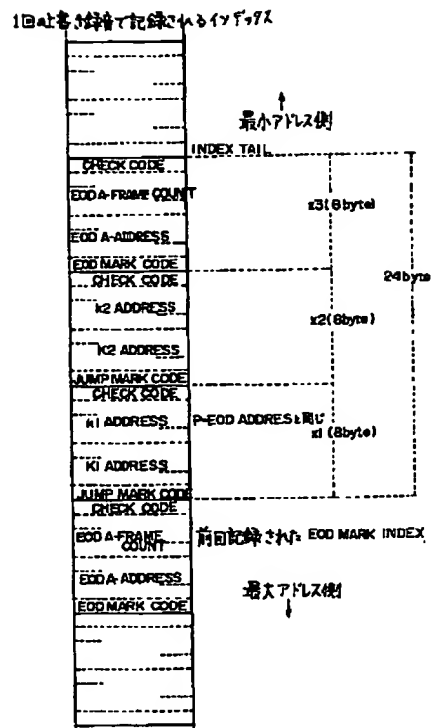 1回の上書き録音で記録されるインデックス
最小アドレス側
INDEX TAIL
CHECK CODE
EOD A-FRAME COUNT
x3(8byte)
EOD A-ADDRESS
EOD MARK CODE
24byte
CHECK CODE
k2 ADDRESS
x2(8byte)
K2 ADDRESS
JUMP MARK CODE
CHECK CODE
k1 ADDRESS
P-EOD ADDRESと同じ
x1(8byte)
K1 ADDRESS
JUMP MARK CODE
CHECK CODE
EOD A-FRAME
COUNT
前回記録された EOD MARK INDEX
EOD A-ADDRESS
最大アドレス側
EOD MARK CODE